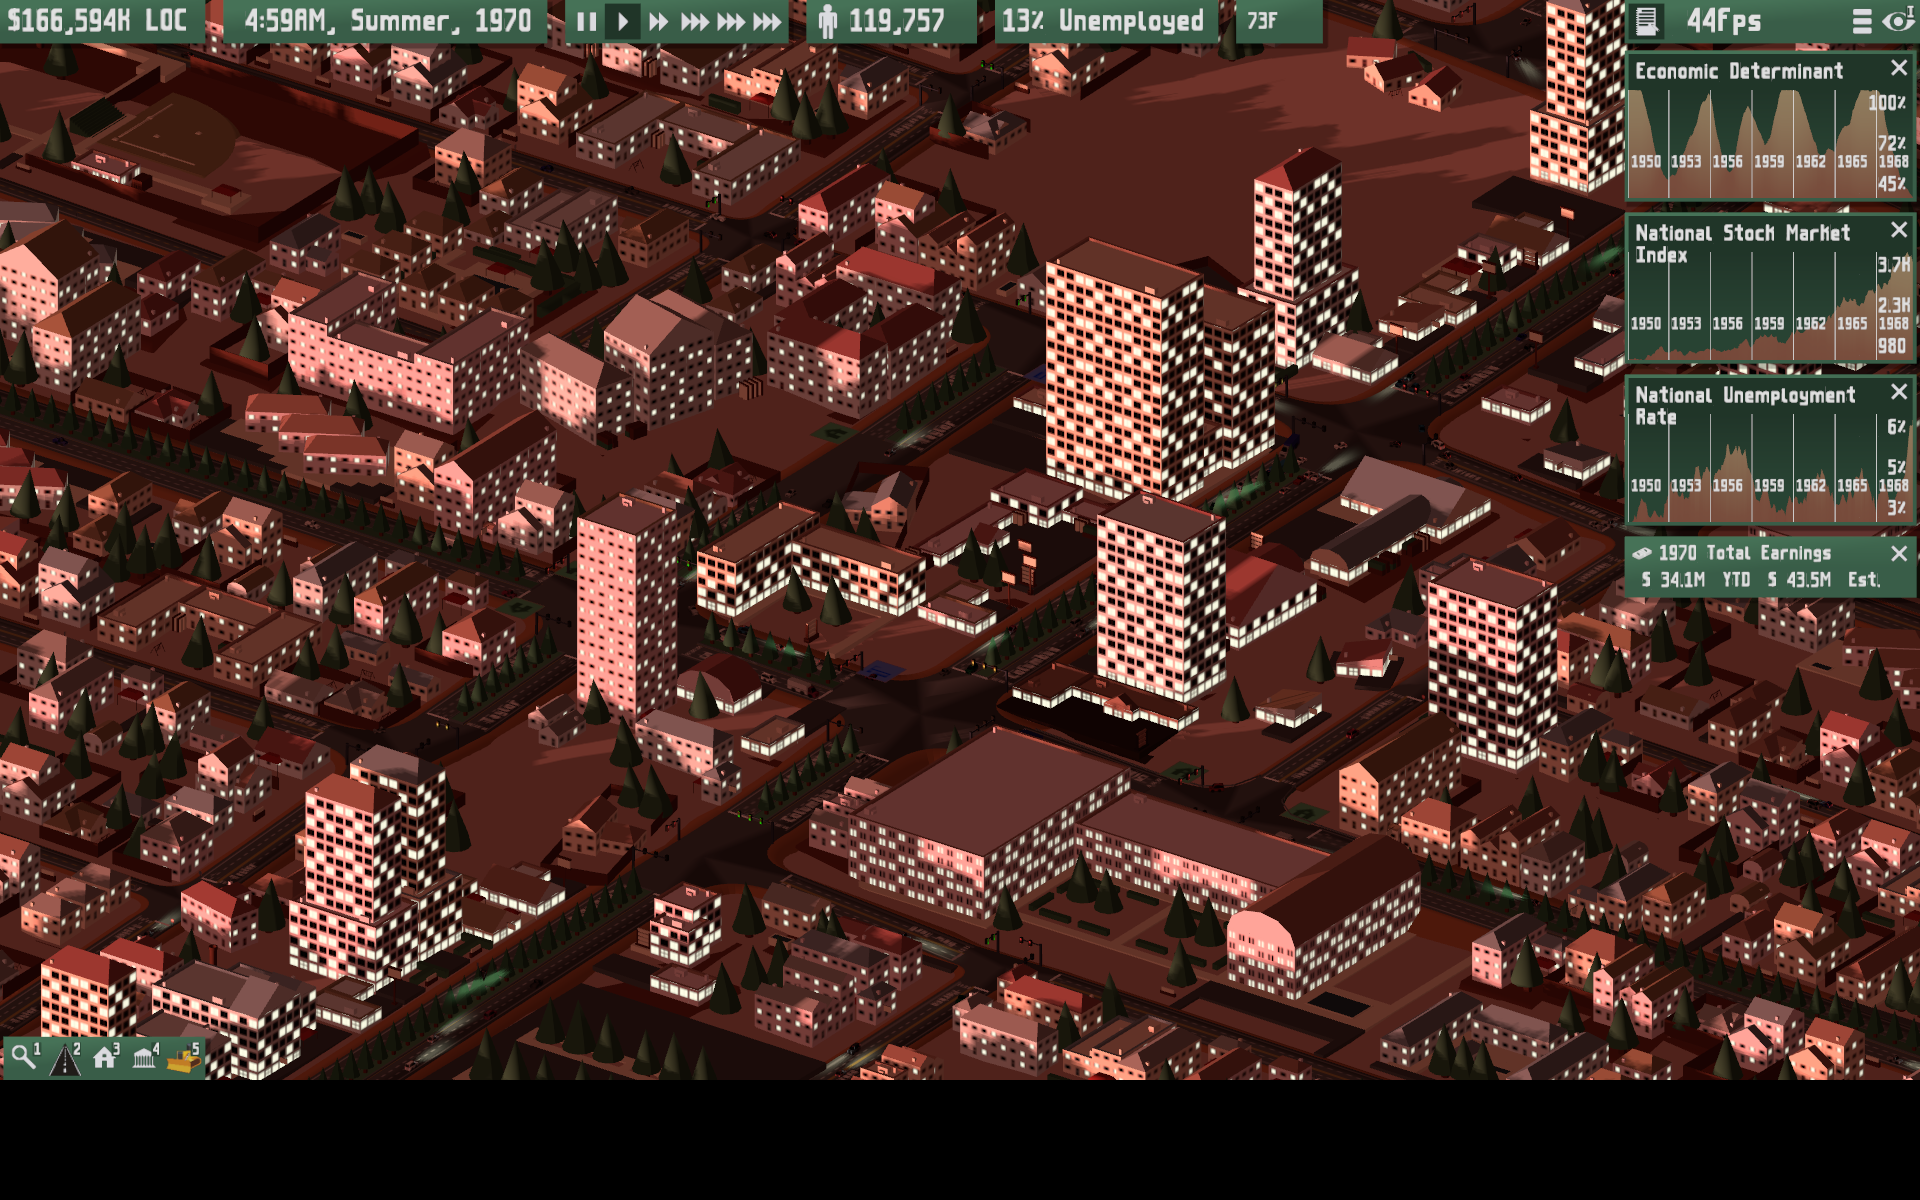 $166,594K LOC
4:59AM, Summer, 1970
119,757
13% Unemployed
73F
44Fps
1
Economic Determinant
100%
72%
1950 1953 1956 1959 1962 1965 1968
45%
National Stock Market
Index
3.7K
2.3K
1950 1953 1956 1959 1962 1965 1968
980
National Unemployment
Rate
6%
5%
1950 1953 1956 1959 1962 1965 1968
3%
1970 Total Earnings
$ 34.1M YTD $ 43.5M Est.
1 2 3 4 5